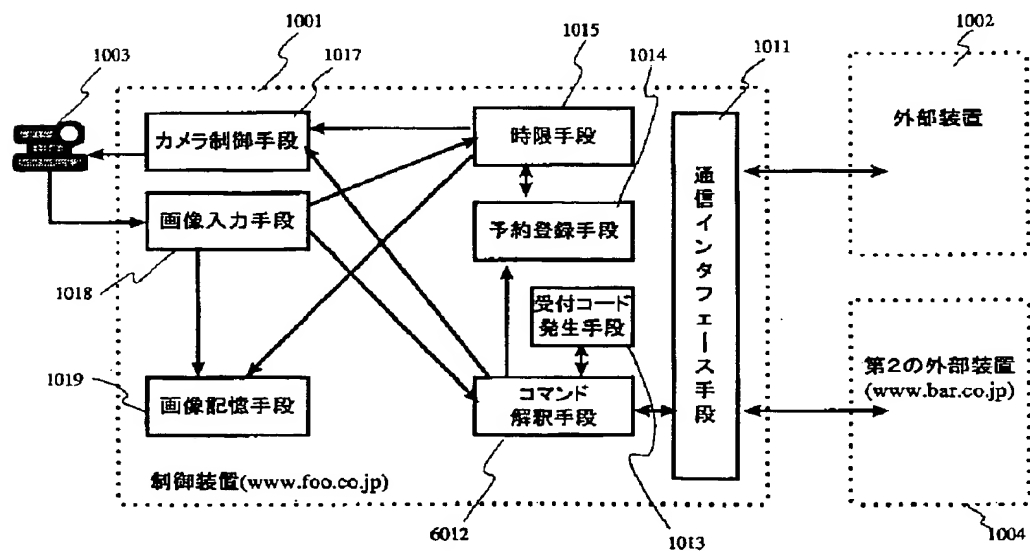 1001
1017
1015
1014
1011
1002
1003
カメラ制御手段
時限手段
外部装置
画像入力手段
予約登録手段
通信インタフェース手段
1018
受付コード
発生手段
1019
画像記憶手段
コマンド
解釈手段
第2の外部装置
(www.bar.co.jp)
制御装置(www.foo.co.jp)
6012
1013
1004